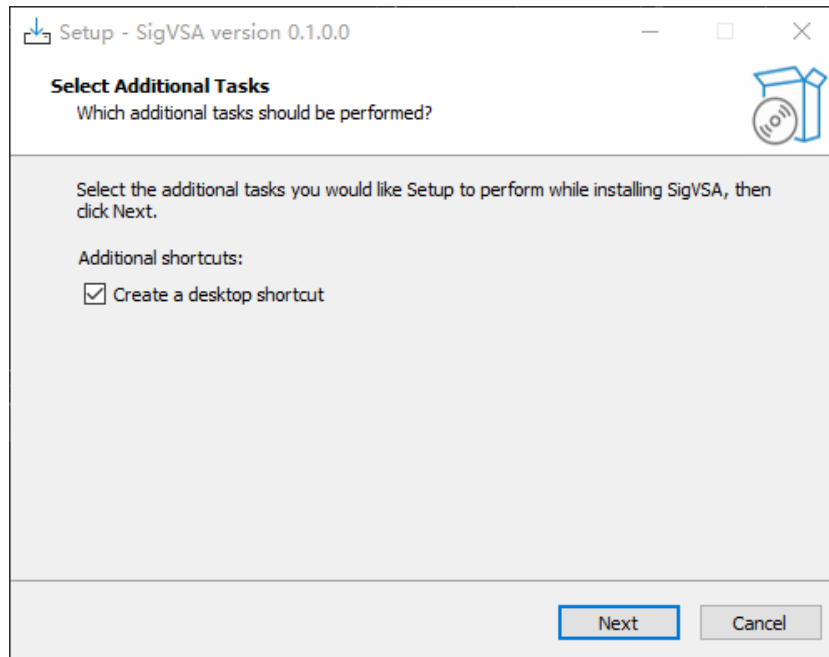 Setup - SigVSA version 0.1.0.0
Select Additional Tasks
Which additional tasks should be performed?
Select the additional tasks you would like Setup to perform while installing SigVSA, then
click Next.
Additional shortcuts:
Create a desktop shortcut
Next
Cancel